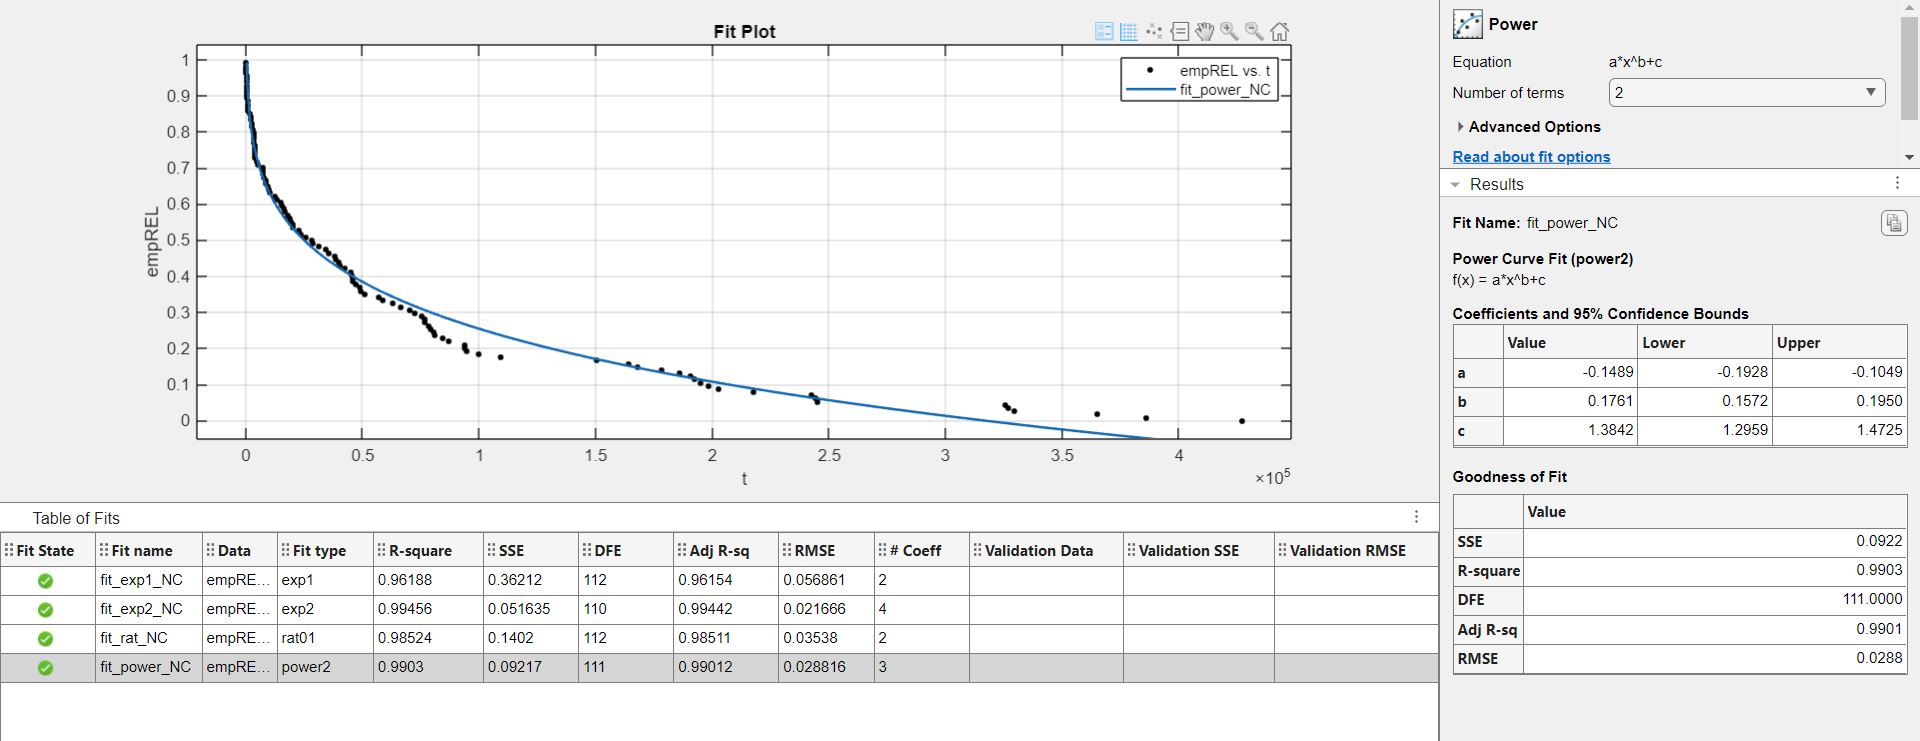 Fit Plot
1
0.9
0.8
0.7
0.6
0.5
0.4
0.3
0.2
0.1
0
empREL
empREL vs. t
fit_power_NC
0 0.5 1 1.5 2 2.5 3 3.5 4
t
×10⁵
Table of Fits
Fit State Fit name Data Fit type R-square SSE DFE Adj R-sq RMSE # Coeff Validation Data Validation SSE Validation RMSE
fit_exp1_NC empRE... exp1 0.96188 0.36212 112 0.96154 0.056861 2
fit_exp2_NC empRE... exp2 0.99456 0.051635 110 0.99442 0.021666 4
fit_rat_NC empRE... rat01 0.98524 0.1402 112 0.98511 0.03538 2
fit_power_NC empRE... power2 0.9903 0.09217 111 0.99012 0.028816 3
Power
Equation a*x^b+c
Number of terms 2
Advanced Options
Read about fit options
Results
Fit Name: fit_power_NC
Power Curve Fit (power2)
f(x) = a*x^b+c
Coefficients and 95% Confidence Bounds
Value Lower Upper
a -0.1489 -0.1928 -0.1049
b 0.1761 0.1572 0.1950
c 1.3842 1.2959 1.4725
Goodness of Fit
Value
SSE 0.0922
R-square 0.9903
DFE 111.0000
Adj R-sq 0.9901
RMSE 0.0288